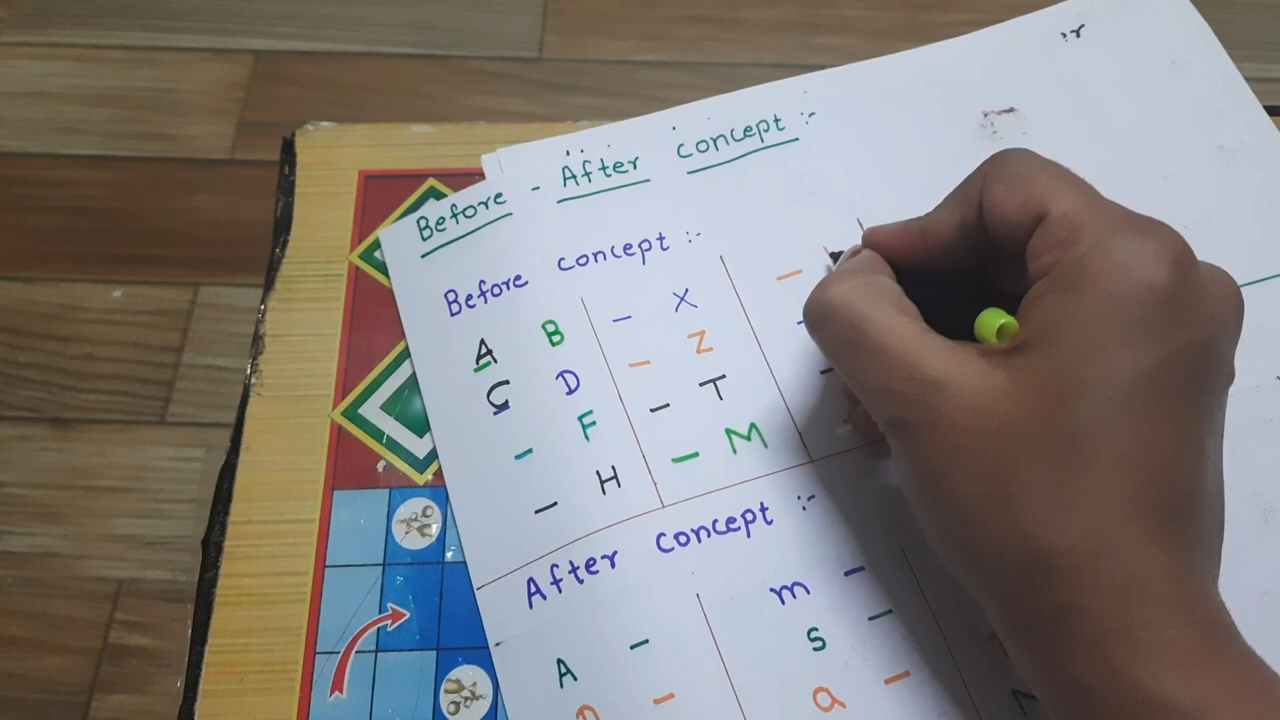 Before - After concept :-
Before concept :-
A B - X -
C D - Z -
- F - T -
- H - M
After concept :-
A - m -
S -
- a -